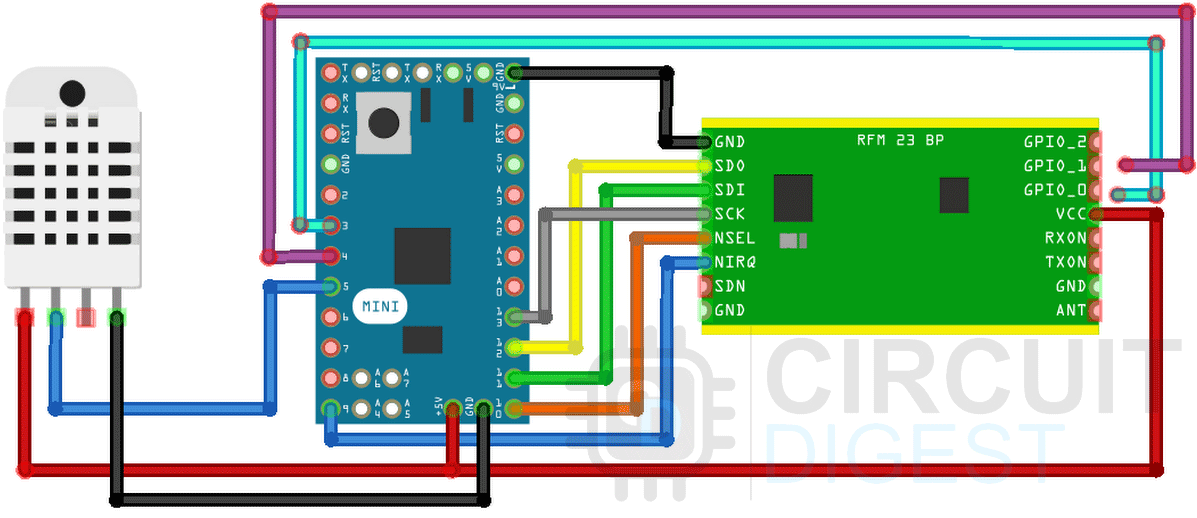 TX RST TX RX 5V GND
9V
RX GND
RST RST
GND 5V
2 A3
3 A2
4 A1
5 A0
MINI
6 13
7 12
8 A6 A7 11
9 A4 A5 +5V GND 10
RFM 23 BP
GND GPIO_2
SDO GPIO_1
SDI GPIO_0
SCK VCC
NSEL RXON
NIRQ TXON
SDN GND
GND ANT
CIRCUIT
DIGEST